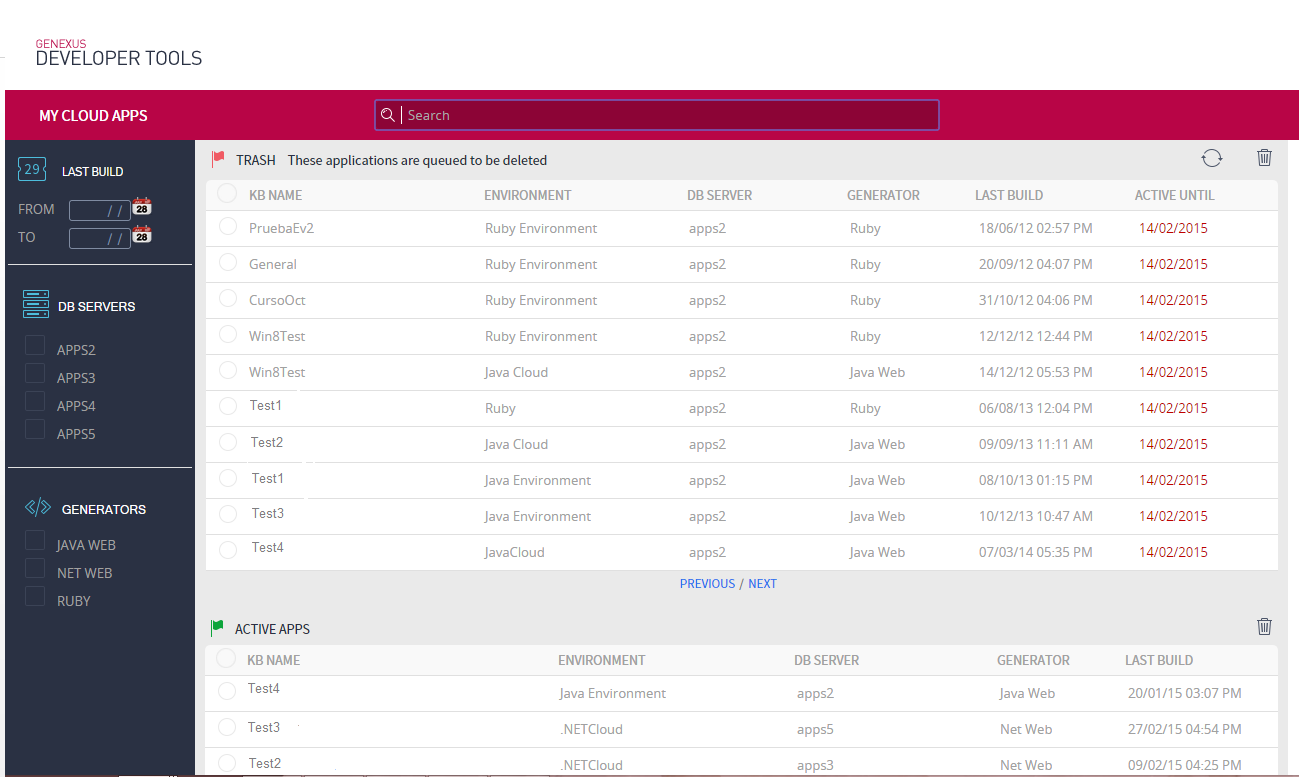 GENEXUS
DEVELOPER TOOLS
MY CLOUD APPS
Search
29 LAST BUILD
FROM / / 28
TO / / 28
DB SERVERS
APPS2
APPS3
APPS4
APPS5
GENERATORS
JAVA WEB
NET WEB
RUBY
TRASH These applications are queued to be deleted
KB NAME ENVIRONMENT DB SERVER GENERATOR LAST BUILD ACTIVE UNTIL
PruebaEv2 Ruby Environment apps2 Ruby 18/06/12 02:57 PM 14/02/2015
General Ruby Environment apps2 Ruby 20/09/12 04:07 PM 14/02/2015
CursoOct Ruby Environment apps2 Ruby 31/10/12 04:06 PM 14/02/2015
Win8Test Ruby Environment apps2 Ruby 12/12/12 12:44 PM 14/02/2015
Win8Test Java Cloud apps2 Java Web 14/12/12 05:53 PM 14/02/2015
Test1 Ruby apps2 Ruby 06/08/13 12:04 PM 14/02/2015
Test2 Java Cloud apps2 Java Web 09/09/13 11:11 AM 14/02/2015
Test1 Java Environment apps2 Java Web 08/10/13 01:15 PM 14/02/2015
Test3 Java Environment apps2 Java Web 10/12/13 10:47 AM 14/02/2015
Test4 JavaCloud apps2 Java Web 07/03/14 05:35 PM 14/02/2015
PREVIOUS / NEXT
ACTIVE APPS
KB NAME ENVIRONMENT DB SERVER GENERATOR LAST BUILD
Test4 Java Environment apps2 Java Web 20/01/15 03:07 PM
Test3 .NETCloud apps5 Net Web 27/02/15 04:54 PM
Test2 .NETCloud apps3 Net Web 09/02/15 04:25 PM